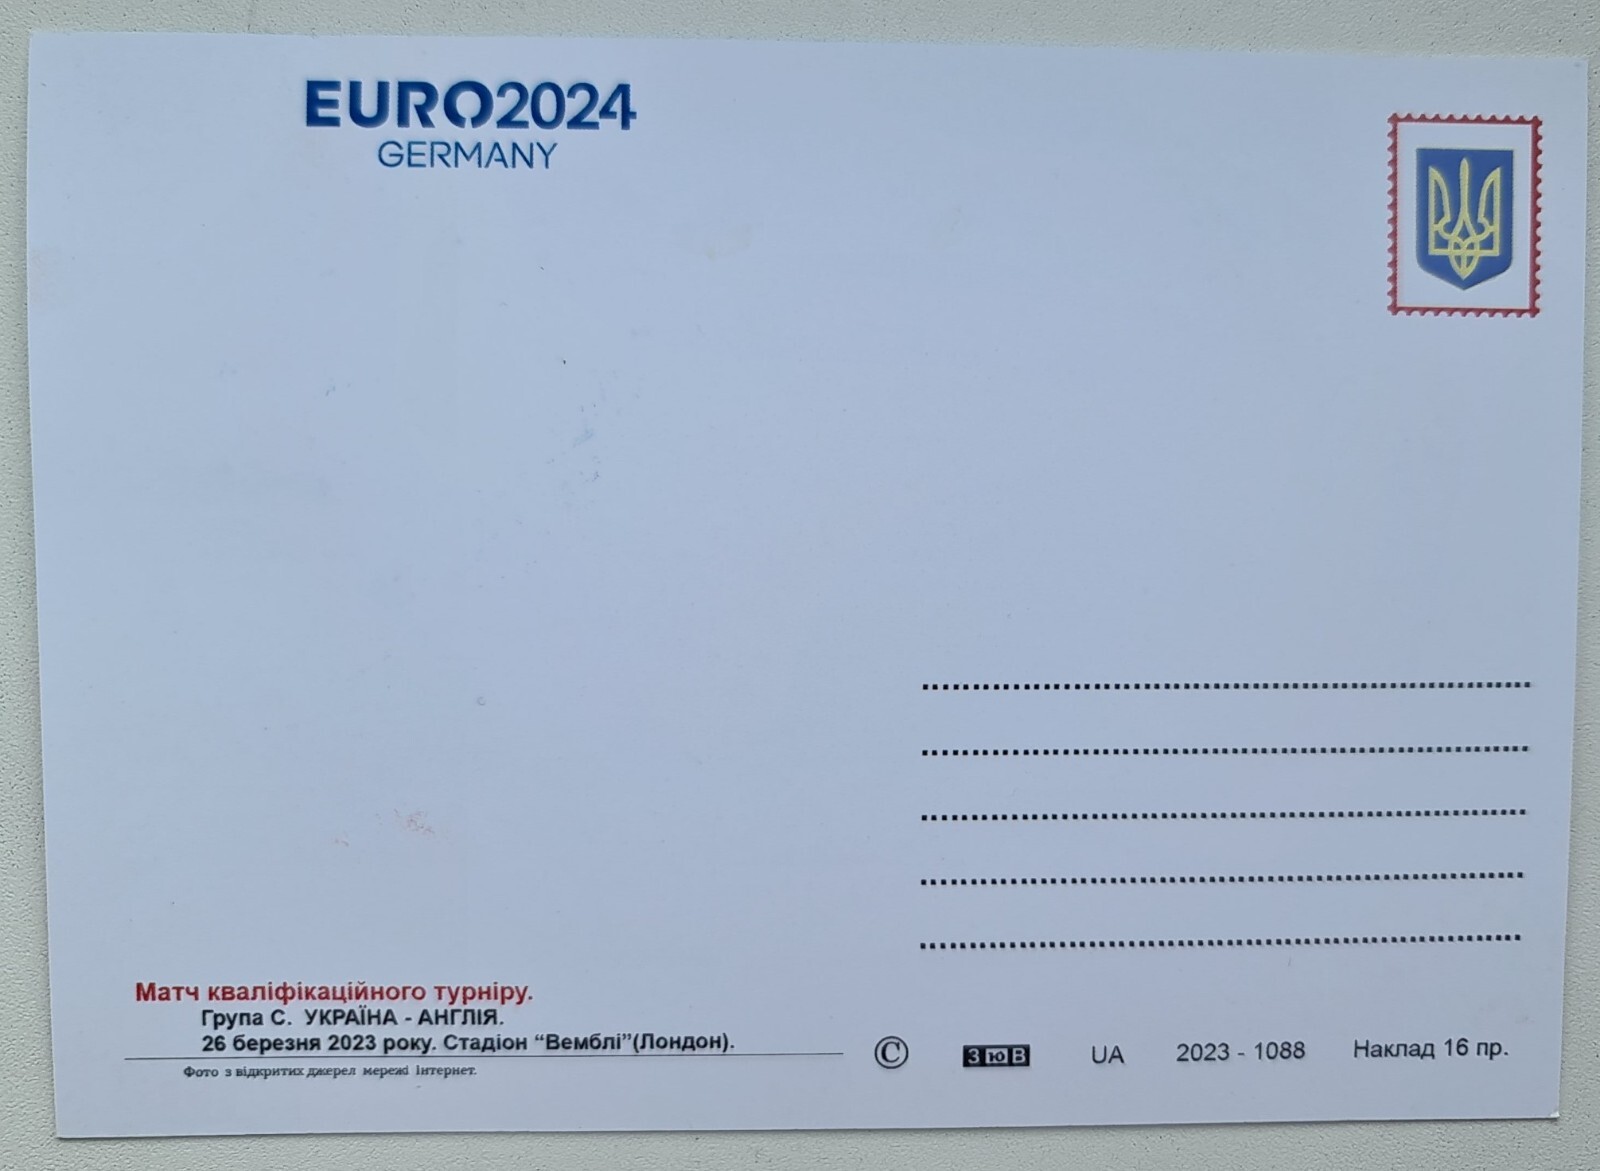 EURO2024
GERMANY
Матч кваліфікаційного турніру.
Група С. УКРАЇНА - АНГЛІЯ.
26 березня 2023 року. Стадіон “Вемблі”(Лондон).
Фото з відкритих джерел мережі Інтернет.
© ЗюВ UA 2023 - 1088 Наклад 16 пр.